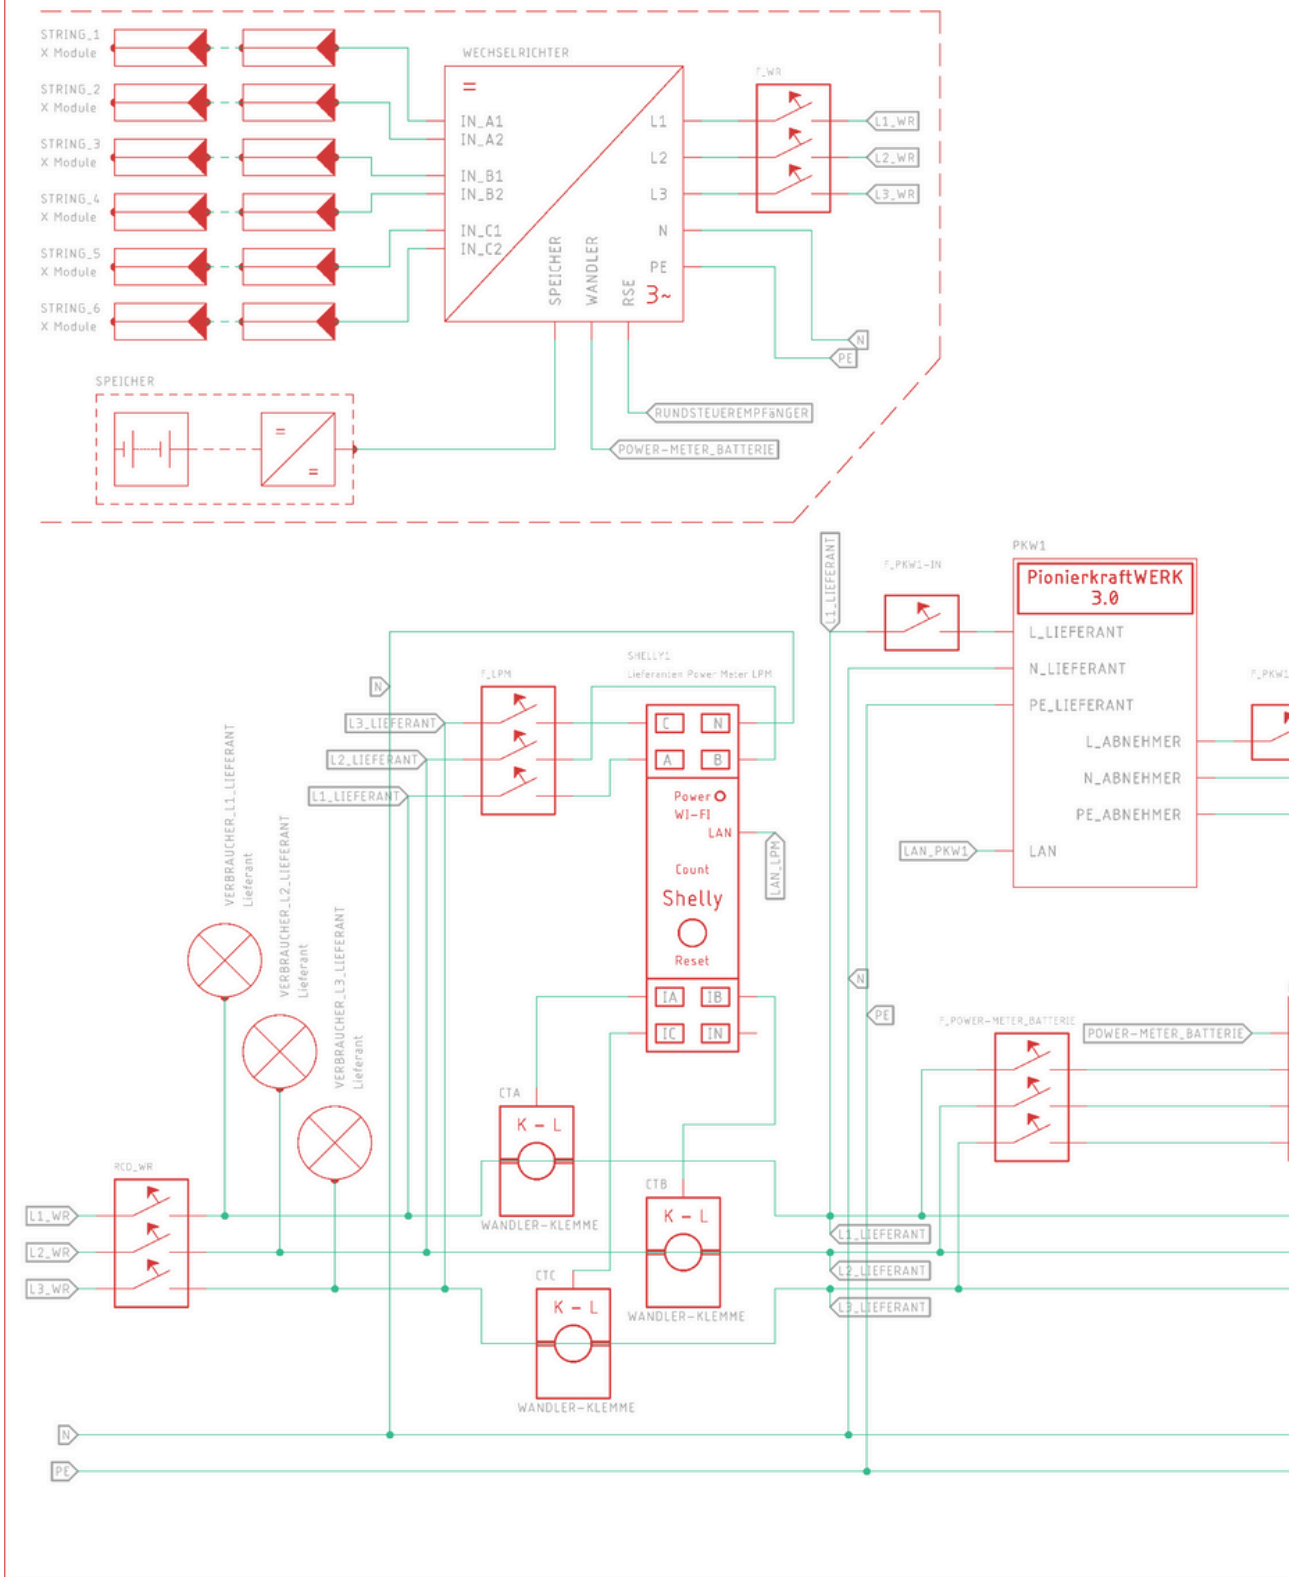 STRING_1
X Module
STRING_2
X Module
STRING_3
X Module
STRING_4
X Module
STRING_5
X Module
STRING_6
X Module
WECHSELRICHTER
=
IN_A1
IN_A2
IN_B1
IN_B2
IN_C1
IN_C2
L1
L2
L3
N
PE
3~
SPEICHER
WANDLER
RSE
F_WR
L1_WR
L2_WR
L3_WR
N
PE
RUNDSTEUEREMPFäNGER
POWER-METER_BATTERIE
SPEICHER
=
=
L1_LIEFERANT
F_PKW1-IN
PKW1
PionierkraftWERK
3.0
L_LIEFERANT
N_LIEFERANT
PE_LIEFERANT
L_ABNEHMER
N_ABNEHMER
PE_ABNEHMER
LAN
LAN_PKW1
F_PKW1
N
L3_LIEFERANT
L2_LIEFERANT
L1_LIEFERANT
F_LPM
SHELLY1
Lieferanten Power Meter LPM
C N
A B
Power
WI-FI
LAN
Count
Shelly
Reset
IA IB
IC IN
LAN_LPM
VERBRAUCHER_L1_LIEFERANT
Lieferant
VERBRAUCHER_L2_LIEFERANT
Lieferant
VERBRAUCHER_L3_LIEFERANT
Lieferant
N
PE
F_POWER-METER_BATTERIE
POWER-METER_BATTERIE
CTA
K - L
WANDLER-KLEMME
CTB
K - L
WANDLER-KLEMME
CTC
K - L
WANDLER-KLEMME
RCD_WR
L1_WR
L2_WR
L3_WR
L1_LIEFERANT
L2_LIEFERANT
L3_LIEFERANT
N
PE